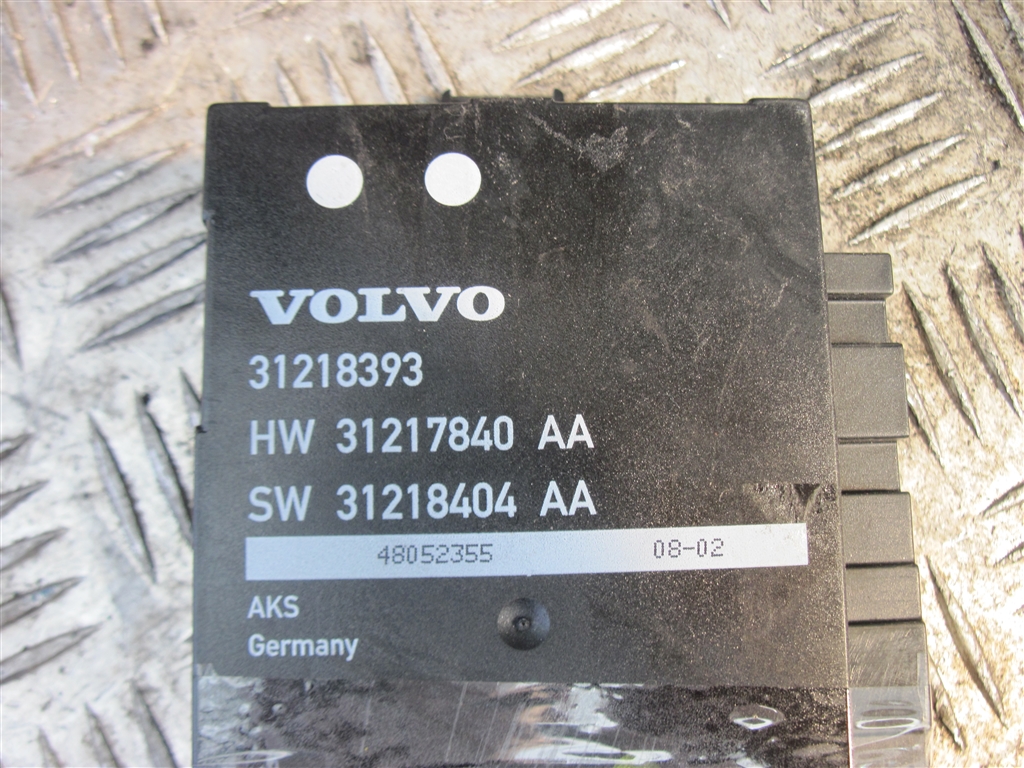 VOLVO
31218393
HW 31217840 AA
SW 31218404 AA
48052355 08-02
AKS
Germany